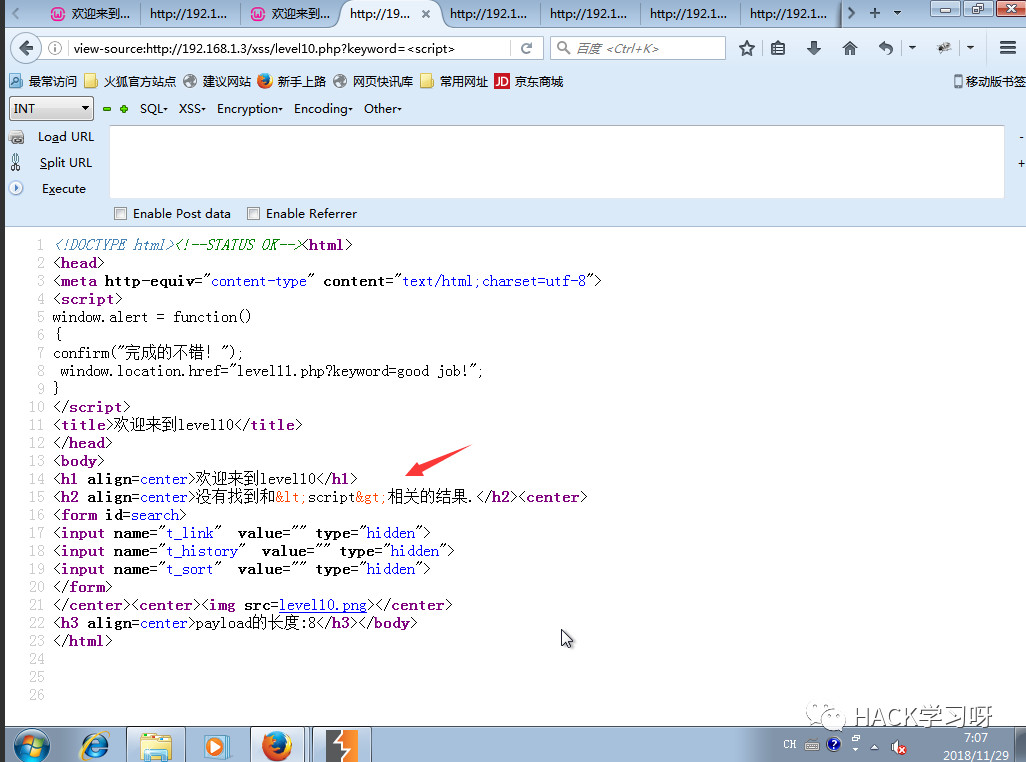 欢迎来到...
http://192.1...
欢迎来到...
http://19...
http://192.1...
http://192.1...
http://192.1...
http://192.1...
view-source:http://192.168.1.3/xss/level10.php?keyword=<script>
百度 <Ctrl+K>
最常访问 火狐官方站点 建议网站 新手上路 网页快讯库 常用网址 JD 京东商城 移动版书签
INT SQL XSS Encryption Encoding Other
Load URL
Split URL
Execute
Enable Post data Enable Referrer
1 <!DOCTYPE html><!--STATUS OK--><html>
2 <head>
3 <meta http-equiv="content-type" content="text/html;charset=utf-8">
4 <script>
5 window.alert = function()
6 {
7 confirm("完成的不错！");
8 window.location.href="level11.php?keyword=good job!";
9 }
10 </script>
11 <title>欢迎来到level10</title>
12 </head>
13 <body>
14 <h1 align=center>欢迎来到level10</h1>
15 <h2 align=center>没有找到和&lt;script&gt;相关的结果.</h2><center>
16 <form id=search>
17 <input name="t_link" value="" type="hidden">
18 <input name="t_history" value="" type="hidden">
19 <input name="t_sort" value="" type="hidden">
20 </form>
21 </center><center><img src=level10.png></center>
22 <h3 align=center>payload的长度:8</h3></body>
23 </html>
24
25
26
HACK学习呀
CH
7:07
2018/11/29